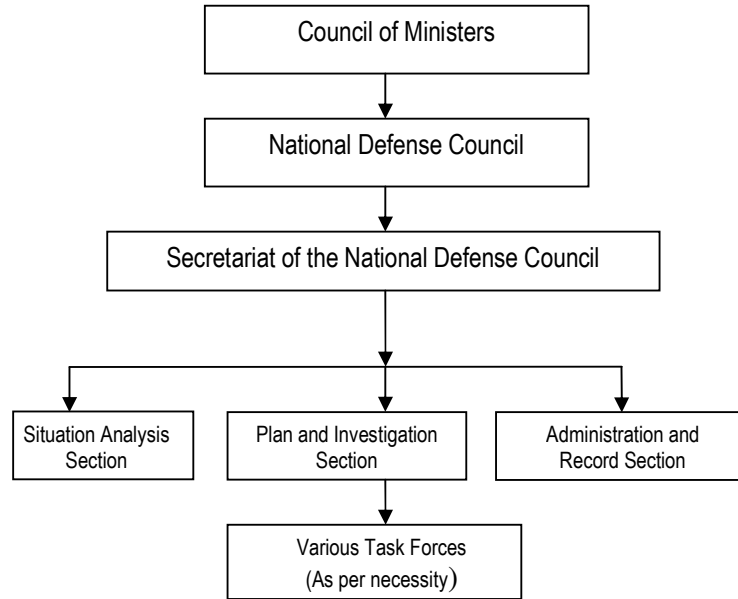 Council of Ministers
National Defense Council
Secretariat of the National Defense Council
Situation Analysis
Section
Plan and Investigation
Section
Administration and
Record Section
Various Task Forces
(As per necessity)